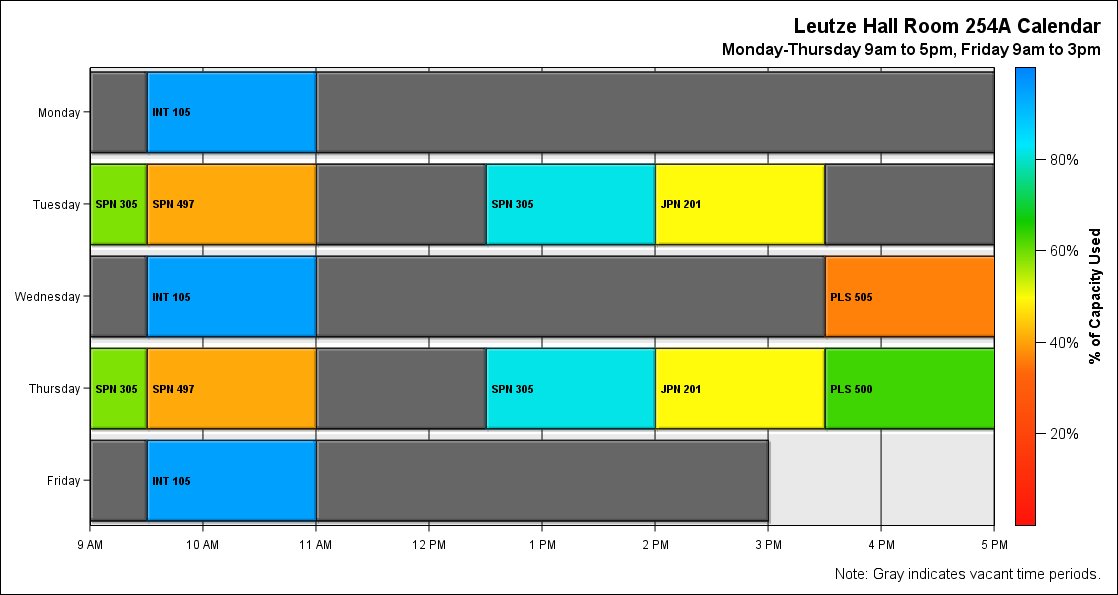 Leutze Hall Room 254A Calendar
Monday-Thursday 9am to 5pm, Friday 9am to 3pm
Monday
INT 105
Tuesday
SPN 305 SPN 497 SPN 305 JPN 201
Wednesday
INT 105 PLS 505
Thursday
SPN 305 SPN 497 SPN 305 JPN 201 PLS 500
Friday
INT 105
9 AM 10 AM 11 AM 12 PM 1 PM 2 PM 3 PM 4 PM 5 PM
80%
60%
40%
20%
% of Capacity Used
Note: Gray indicates vacant time periods.